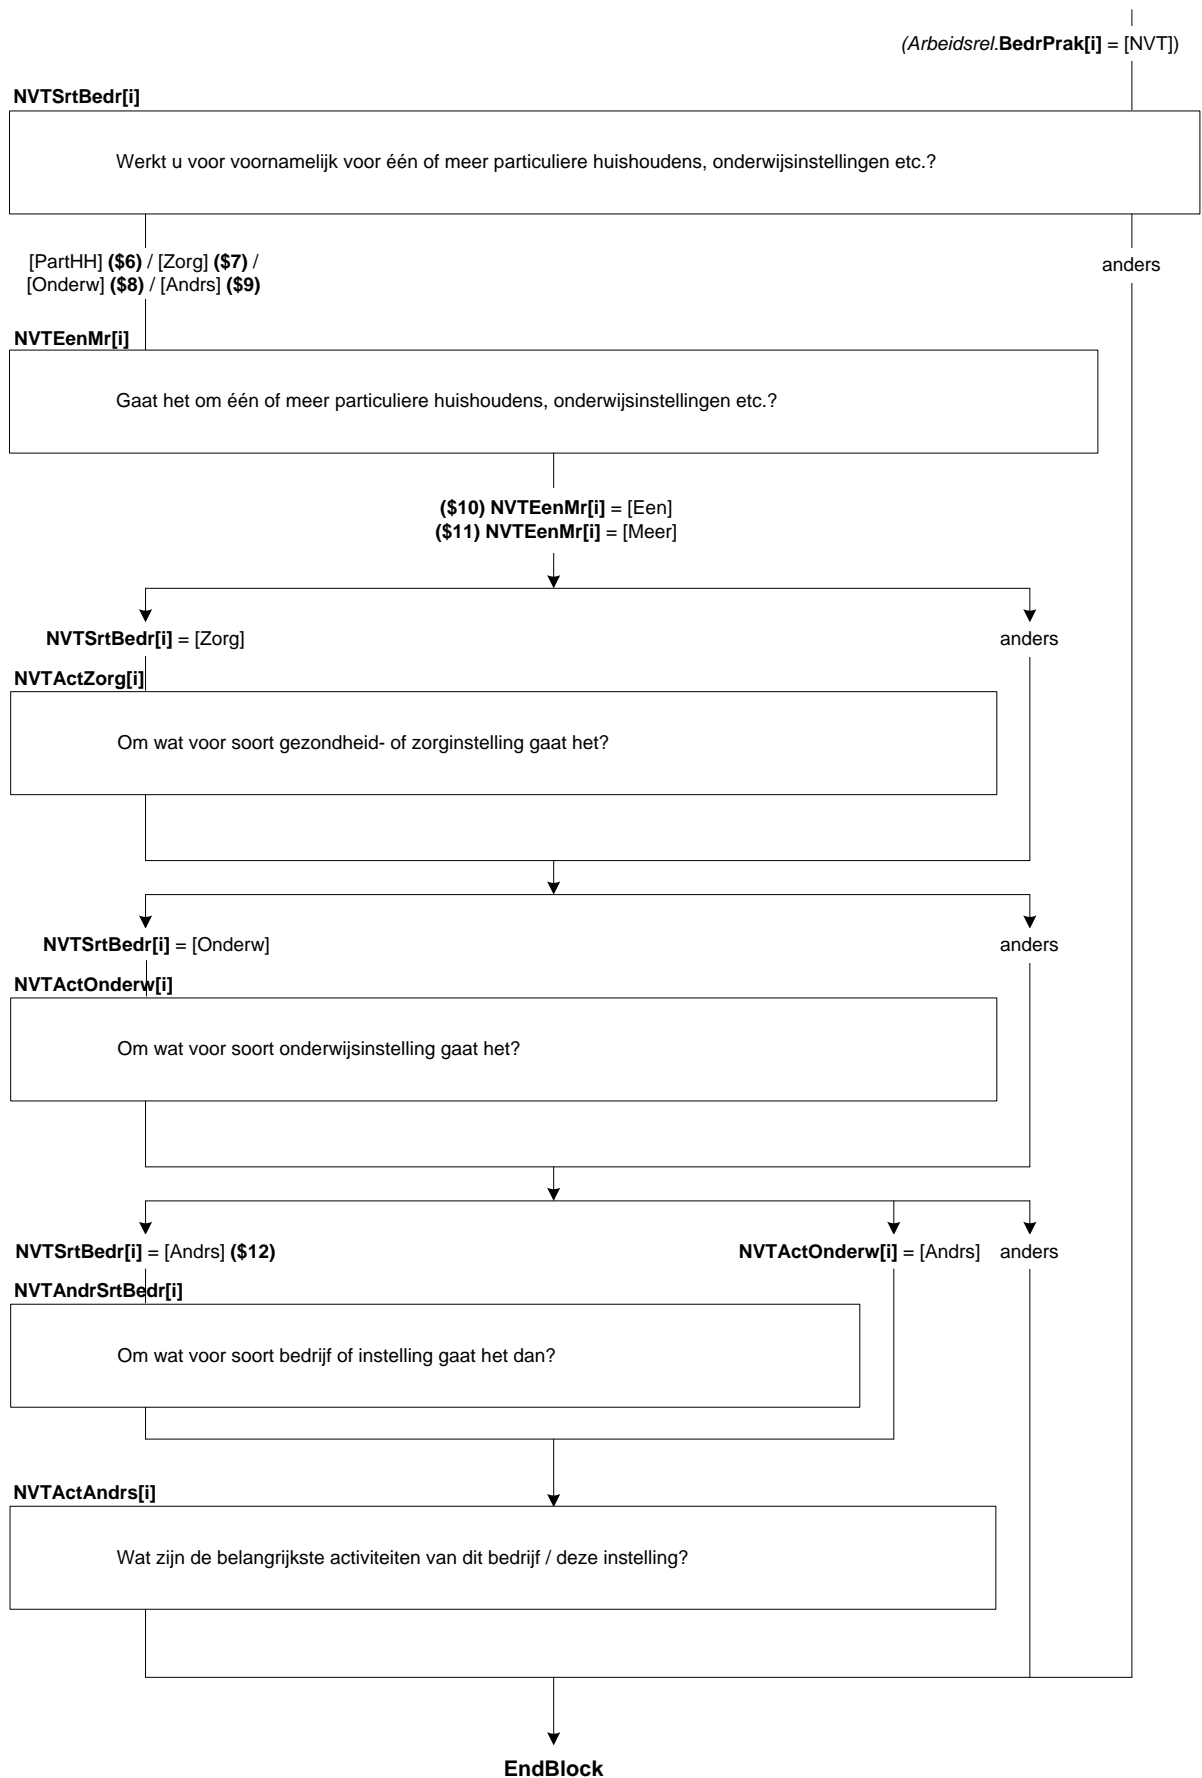 (Arbeidsrel.BedrPrak[i] = [NVT])
NVTSrtBedr[i]
Werkt u voor voornamelijk voor één of meer particuliere huishoudens, onderwijsinstellingen etc.?
[PartHH] ($6) / [Zorg] ($7) /
[Onderw] ($8) / [Andrs] ($9)
anders
NVTEenMr[i]
Gaat het om één of meer particuliere huishoudens, onderwijsinstellingen etc.?
($10) NVTEenMr[i] = [Een]
($11) NVTEenMr[i] = [Meer]
NVTSrtBedr[i] = [Zorg]
anders
NVTActZorg[i]
Om wat voor soort gezondheid- of zorginstelling gaat het?
NVTSrtBedr[i] = [Onderw]
anders
NVTActOnderw[i]
Om wat voor soort onderwijsinstelling gaat het?
NVTSrtBedr[i] = [Andrs] ($12)
NVTActOnderw[i] = [Andrs]
anders
NVTAndrSrtBedr[i]
Om wat voor soort bedrijf of instelling gaat het dan?
NVTActAndrs[i]
Wat zijn de belangrijkste activiteiten van dit bedrijf / deze instelling?
EndBlock